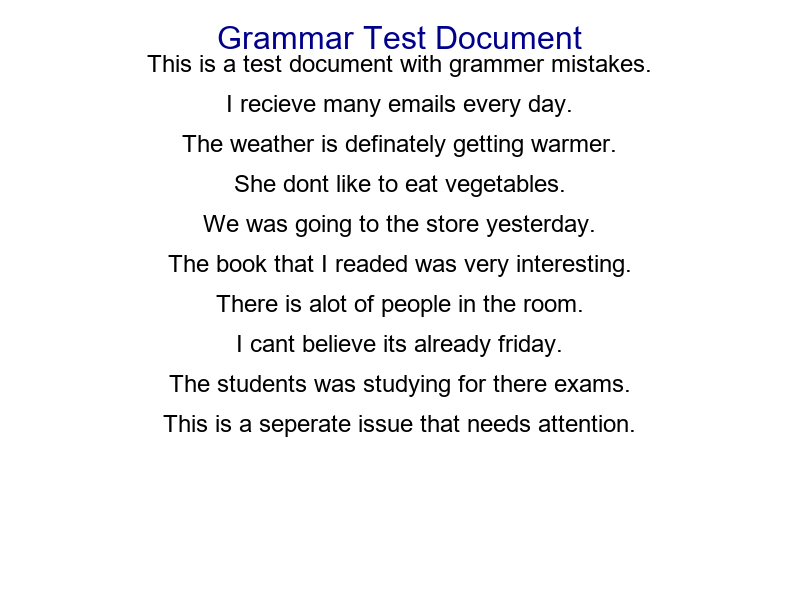 Grammar Test Document
This is a test document with grammer mistakes.
I recieve many emails every day.
The weather is definately getting warmer.
She dont like to eat vegetables.
We was going to the store yesterday.
The book that I readed was very interesting.
There is alot of people in the room.
I cant believe its already friday.
The students was studying for there exams.
This is a seperate issue that needs attention.